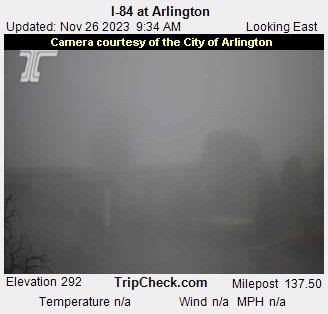 I-84 at Arlington
Updated: Nov 26 2023 9:34 AM Looking East
Camera courtesy of the City of Arlington
Elevation 292 TripCheck.com Milepost 137.50
Temperature n/a Wind n/a MPH n/a